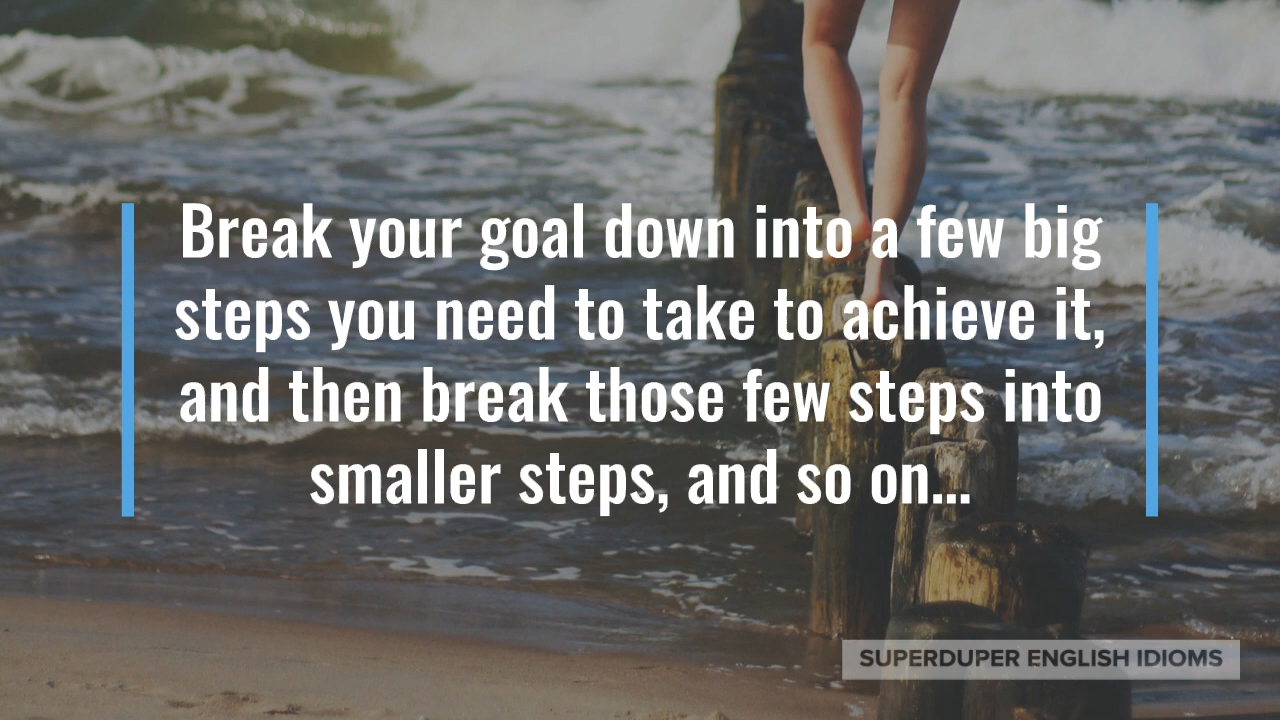 Break your goal down into a few big
steps you need to take to achieve it,
and then break those few steps into
smaller steps, and so on...
SUPERDUPER ENGLISH IDIOMS